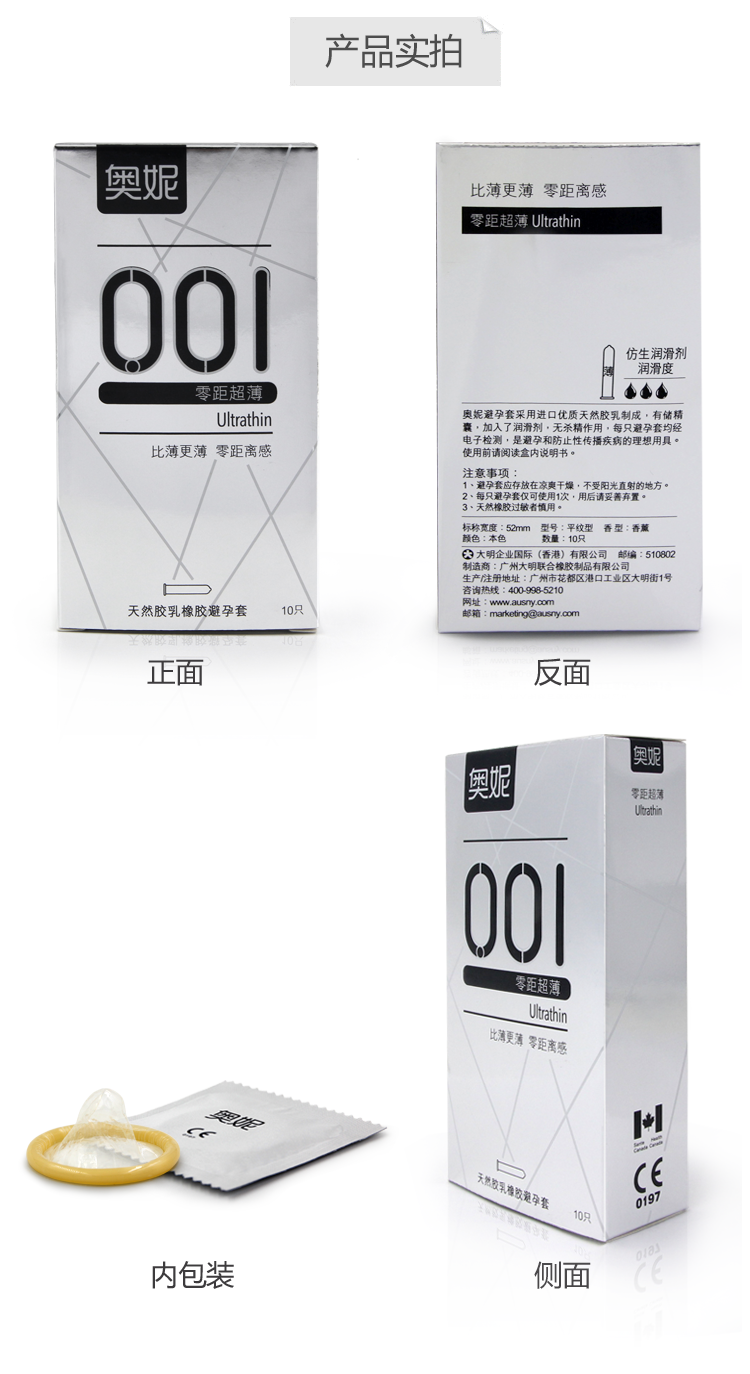 产品实拍
奥妮
001
零距超薄
Ultrathin
比薄更薄 零距离感
天然胶乳橡胶避孕套
10只
正面
比薄更薄 零距离感
零距超薄 Ultrathin
薄
仿生润滑剂
润滑度
奥妮避孕套采用进口优质天然胶乳制成，有储精
囊，加入了润滑剂，无杀精作用，每只避孕套均经
电子检测，是避孕和防止性传播疾病的理想用具。
使用前请阅读盒内说明书。
注意事项：
1、避孕套应存放在凉爽干燥，不受阳光直射的地方。
2、每只避孕套仅可使用1次，用后请妥善弃置。
3、天然橡胶过敏者慎用。
标称宽度：52mm 型号：平纹型 香型：香薰
颜色：本色 数量：10只
大明企业国际（香港）有限公司 邮编：510802
制造商：广州大明联合橡胶制品有限公司
生产/注册地址：广州市花都区港口工业区大明街1号
咨询热线：400-998-5210
网址：www.ausny.com
邮箱：marketing@ausny.com
反面
奥妮
CE
0197
内包装
奥妮
001
零距超薄
Ultrathin
比薄更薄 零距离感
天然胶乳橡胶避孕套
10只
奥妮
零距超薄
Ultrathin
Sante Health
Canada Canada
CE
0197
侧面